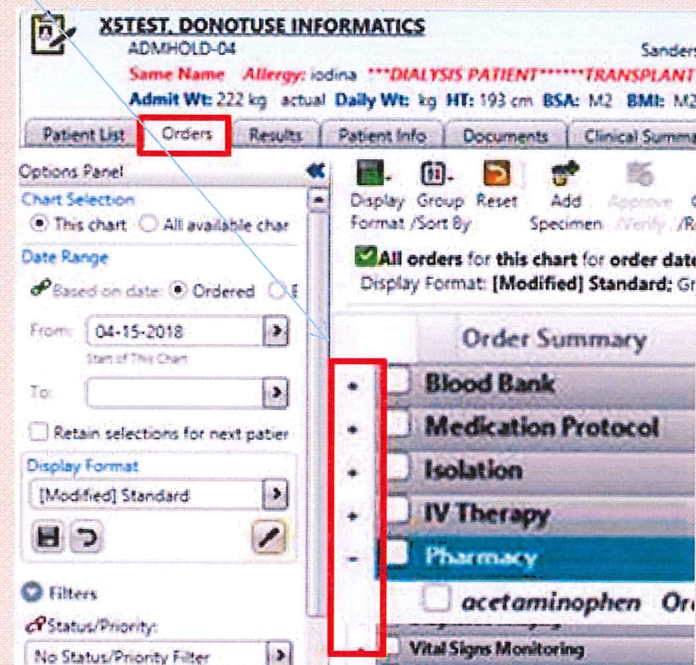 X5TEST, DONOTUSE INFORMATICS
ADMHOLD-04 Sanders
Same Name Allergy: iodina ***DIALYSIS PATIENT******TRANSPLANT
Admit Wt: 222 kg actual Daily Wt: kg HT: 193 cm BSA: M2 BMI: M2
Patient List Orders Results Patient Info Documents Clinical Summa
Options Panel
Chart Selection
This chart All available char
Date Range
Based on date: Ordered
From: 04-15-2018
Start of This Chart
To:
Retain selections for next patier
Display Format
[Modified] Standard
Filters
Status/Priority:
No Status/Priority Filter
Display Group Reset Add Approve
Format /Sort By Specimen /Verify /R
All orders for this chart for order date
Display Format: [Modified] Standard; Gr
Order Summary
+ Blood Bank
+ Medication Protocol
+ Isolation
+ IV Therapy
- Pharmacy
acetaminophen Or
Vital Signs Monitoring